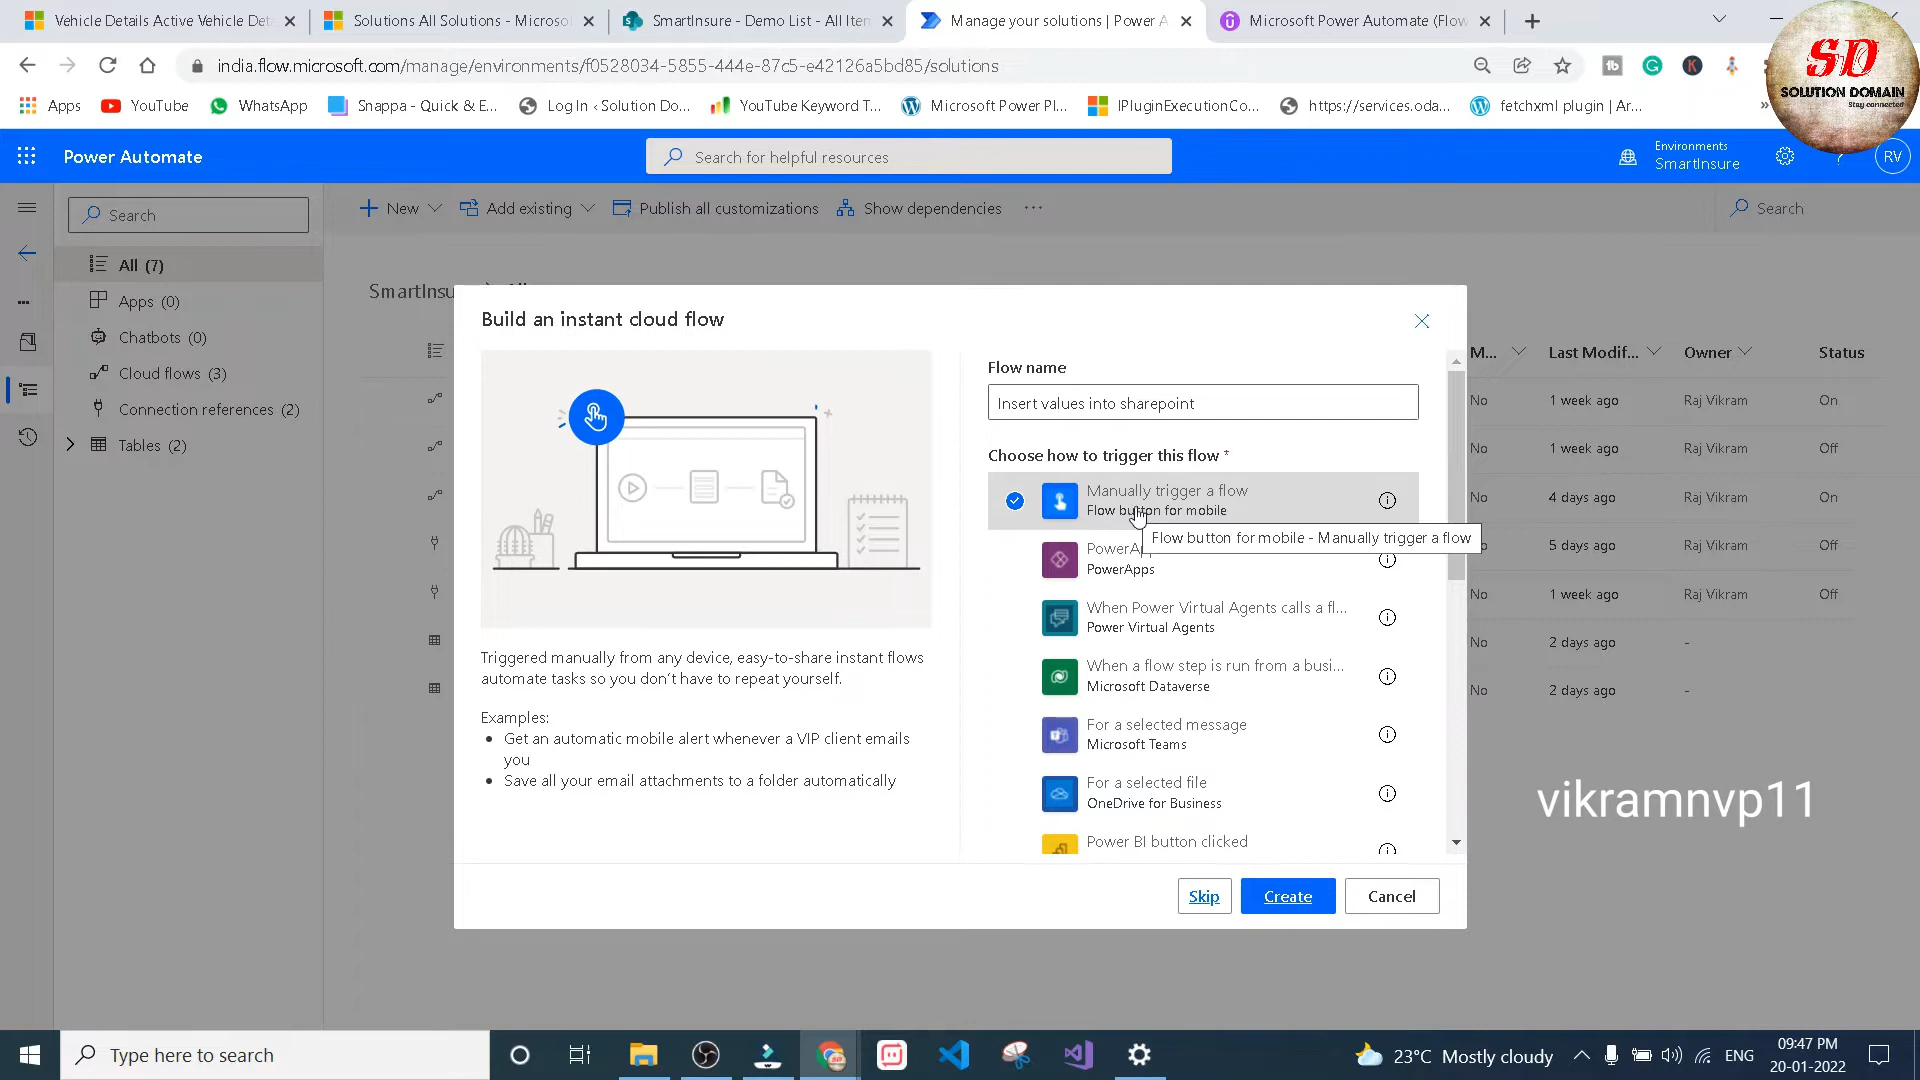 Vehicle Details Active Vehicle Deta
Solutions All Solutions - Microso
SmartInsure - Demo List - All Item
Manage your solutions | Power A
Microsoft Power Automate (Flow
india.flow.microsoft.com/manage/environments/f0528034-5855-444e-87c5-e42126a5bd85/solutions
SD
SOLUTION DOMAIN
Stay connected
Apps
YouTube
WhatsApp
Snappa - Quick & E...
Log In ‹ Solution Do...
YouTube Keyword T...
Microsoft Power Pl...
IPluginExecutionCo...
https://services.oda...
fetchxml plugin | Ar...
Power Automate
Search for helpful resources
Environments
SmartInsure
RV
Search
New
Add existing
Publish all customizations
Show dependencies
Search
All (7)
Apps (0)
Chatbots (0)
Cloud flows (3)
Connection references (2)
Tables (2)
SmartInsu
Build an instant cloud flow
Triggered manually from any device, easy-to-share instant flows
automate tasks so you don't have to repeat yourself.
Examples:
• Get an automatic mobile alert whenever a VIP client emails
you
• Save all your email attachments to a folder automatically
Flow name
Insert values into sharepoint
Choose how to trigger this flow *
Manually trigger a flow
Flow button for mobile
Flow button for mobile - Manually trigger a flow
PowerAp
PowerApps
When Power Virtual Agents calls a fl...
Power Virtual Agents
When a flow step is run from a busi...
Microsoft Dataverse
For a selected message
Microsoft Teams
For a selected file
OneDrive for Business
Power BI button clicked
Skip
Create
Cancel
M...
Last Modif...
Owner
Status
No
1 week ago
Raj Vikram
On
No
1 week ago
Raj Vikram
Off
No
4 days ago
Raj Vikram
On
5 days ago
Raj Vikram
Off
No
1 week ago
Raj Vikram
Off
No
2 days ago
-
No
2 days ago
-
vikramnvp11
Type here to search
23°C Mostly cloudy
ENG
09:47 PM
20-01-2022